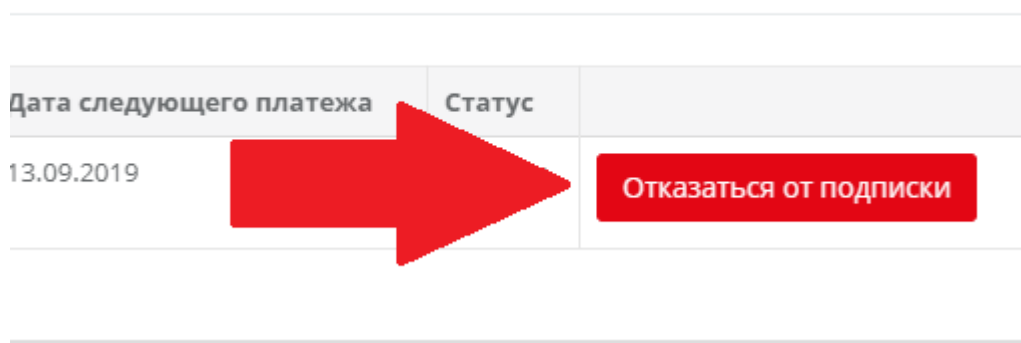 Дата следующего платежа
Статус
13.09.2019
Отказаться от подписки